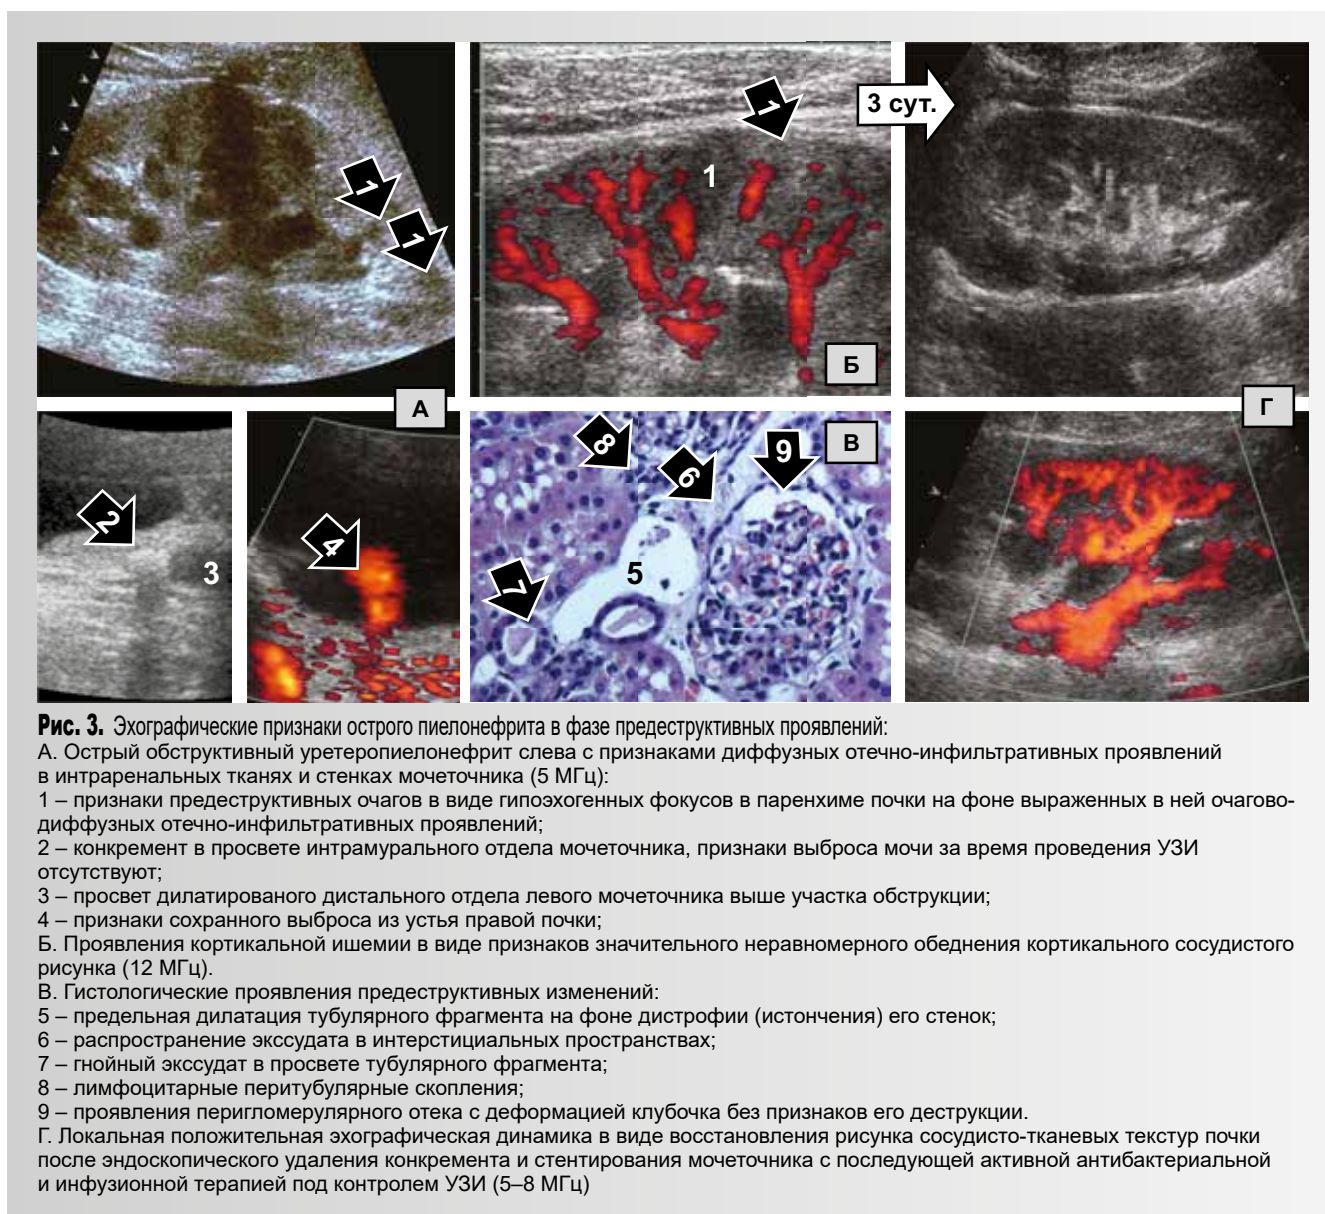 1
1
1
1
3 сут.
А
Б
Г
2
3
4
8
6
9
В
5
7
Рис. 3. Эхографические признаки острого пиелонефрита в фазе предеструктивных проявлений:
А. Острый обструктивный уретеропиелонефрит слева с признаками диффузных отечно-инфильтративных проявлений
в интраренальных тканях и стенках мочеточника (5 МГц):
1 – признаки предеструктивных очагов в виде гипоэхогенных фокусов в паренхиме почки на фоне выраженных в ней очагово-
диффузных отечно-инфильтративных проявлений;
2 – конкремент в просвете интрамурального отдела мочеточника, признаки выброса мочи за время проведения УЗИ
отсутствуют;
3 – просвет дилатированого дистального отдела левого мочеточника выше участка обструкции;
4 – признаки сохранного выброса из устья правой почки;
Б. Проявления кортикальной ишемии в виде признаков значительного неравномерного обеднения кортикального сосудистого
рисунка (12 МГц).
В. Гистологические проявления предеструктивных изменений:
5 – предельная дилатация тубулярного фрагмента на фоне дистрофии (истончения) его стенок;
6 – распространение экссудата в интерстициальных пространствах;
7 – гнойный экссудат в просвете тубулярного фрагмента;
8 – лимфоцитарные перитубулярные скопления;
9 – проявления перигломерулярного отека с деформацией клубочка без признаков его деструкции.
Г. Локальная положительная эхографическая динамика в виде восстановления рисунка сосудисто-тканевых текстур почки
после эндоскопического удаления конкремента и стентирования мочеточника с последующей активной антибактериальной
и инфузионной терапией под контролем УЗИ (5–8 МГц)